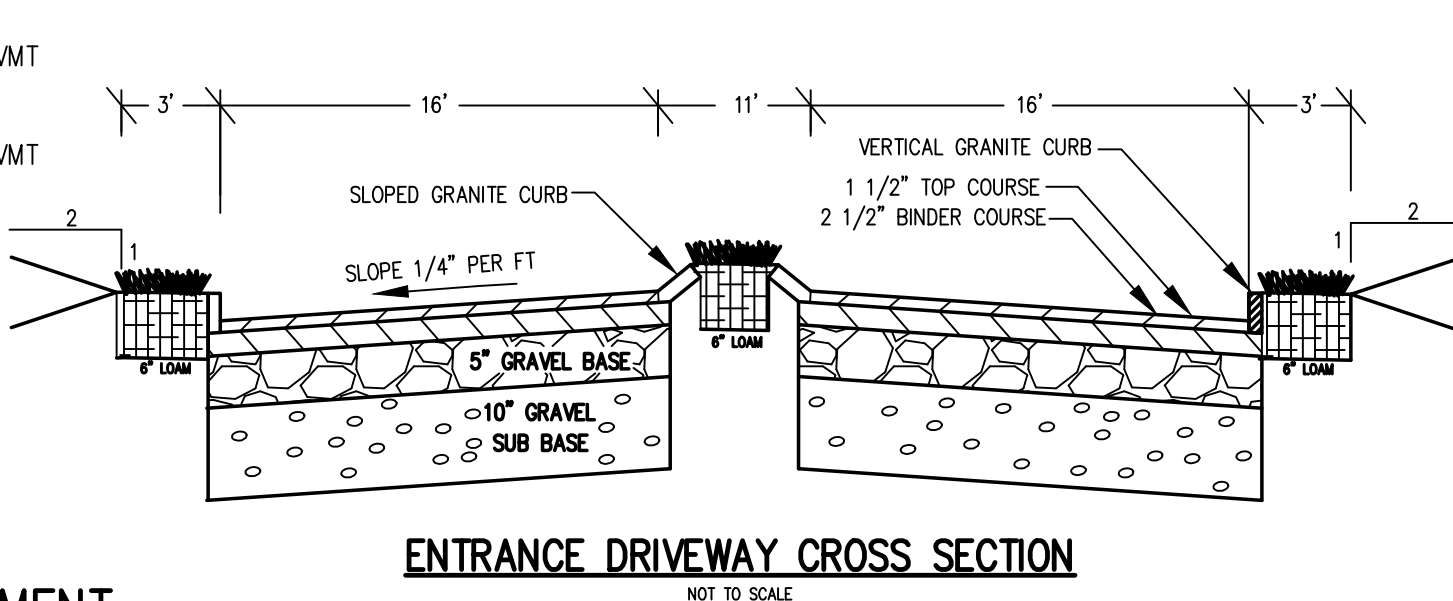 VMT
3' 16' 11' 16' 3'
VMT
VERTICAL GRANITE CURB
1 1/2" TOP COURSE
SLOPED GRANITE CURB
2 1/2" BINDER COURSE
2
2
1
1
SLOPE 1/4" PER FT
6" LOAM
6" LOAM
6" LOAM
5" GRAVEL BASE
10" GRAVEL
SUB BASE
ENTRANCE DRIVEWAY CROSS SECTION
NOT TO SCALE
MENT